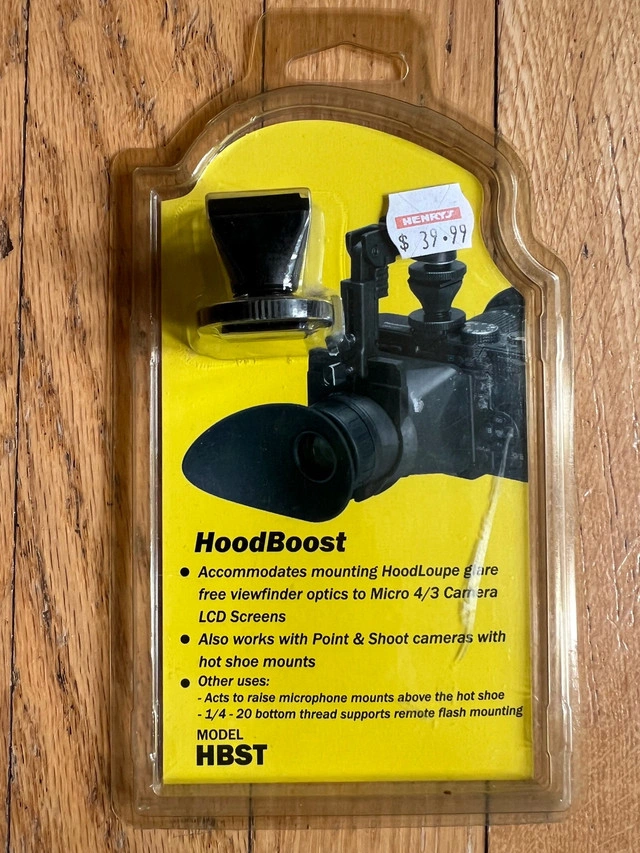 HENRYS
$ 39.99
HoodBoost
• Accommodates mounting HoodLoupe glare
free viewfinder optics to Micro 4/3 Camera
LCD Screens
• Also works with Point & Shoot cameras with
hot shoe mounts
• Other uses:
- Acts to raise microphone mounts above the hot shoe
- 1/4 - 20 bottom thread supports remote flash mounting
MODEL
HBST